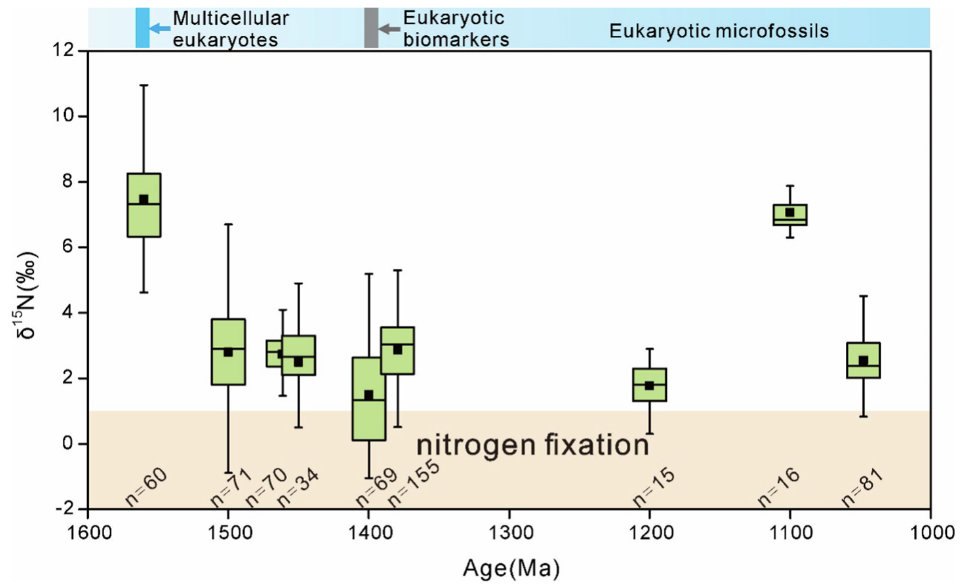 Multicellular
eukaryotes
Eukaryotic
biomarkers
Eukaryotic microfossils
12
10
8
6
4
2
0
-2
δ15N(‰)
nitrogen fixation
n=60
n=71
n=70
n=34
n=69
n=155
n=15
n=16
n=81
1600
1500
1400
1300
1200
1100
1000
Age(Ma)